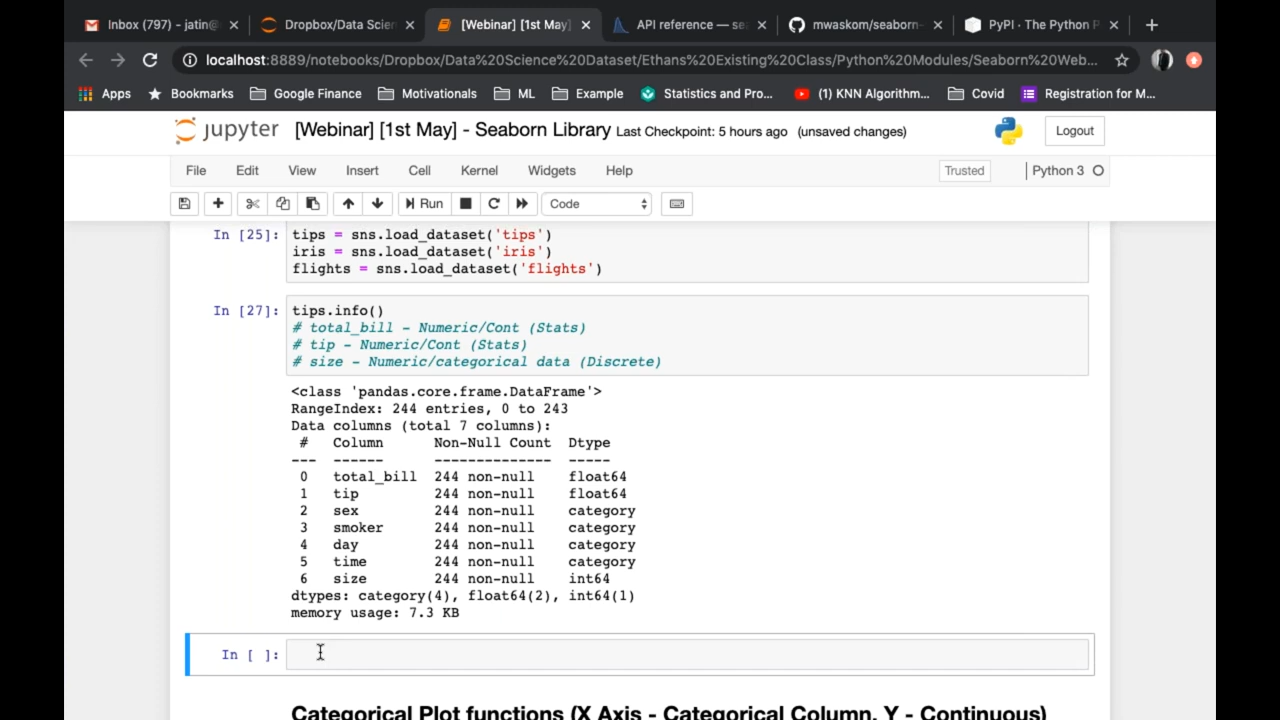 Inbox (797) - jatin@
Dropbox/Data Scien
[Webinar] [1st May]
API reference — se
mwaskom/seaborn-
PyPI · The Python P
localhost:8889/notebooks/Dropbox/Data%20Science%20Dataset/Ethans%20Existing%20Class/Python%20Modules/Seaborn%20Web...
Apps
Bookmarks
Google Finance
Motivationals
ML
Example
Statistics and Pro...
(1) KNN Algorithm...
Covid
Registration for M...
jupyter [Webinar] [1st May] - Seaborn Library Last Checkpoint: 5 hours ago (unsaved changes)
Logout
File Edit View Insert Cell Kernel Widgets Help
Trusted
Python 3
Run
Code
In [25]: tips = sns.load_dataset('tips')
iris = sns.load_dataset('iris')
flights = sns.load_dataset('flights')
In [27]: tips.info()
# total_bill - Numeric/Cont (Stats)
# tip - Numeric/Cont (Stats)
# size - Numeric/categorical data (Discrete)
<class 'pandas.core.frame.DataFrame'>
RangeIndex: 244 entries, 0 to 243
Data columns (total 7 columns):
# Column Non-Null Count Dtype
--- ------ -------------- -----
0 total_bill 244 non-null float64
1 tip 244 non-null float64
2 sex 244 non-null category
3 smoker 244 non-null category
4 day 244 non-null category
5 time 244 non-null category
6 size 244 non-null int64
dtypes: category(4), float64(2), int64(1)
memory usage: 7.3 KB
In [ ]:
Categorical Plot functions (X Axis - Categorical Column, Y - Continuous)